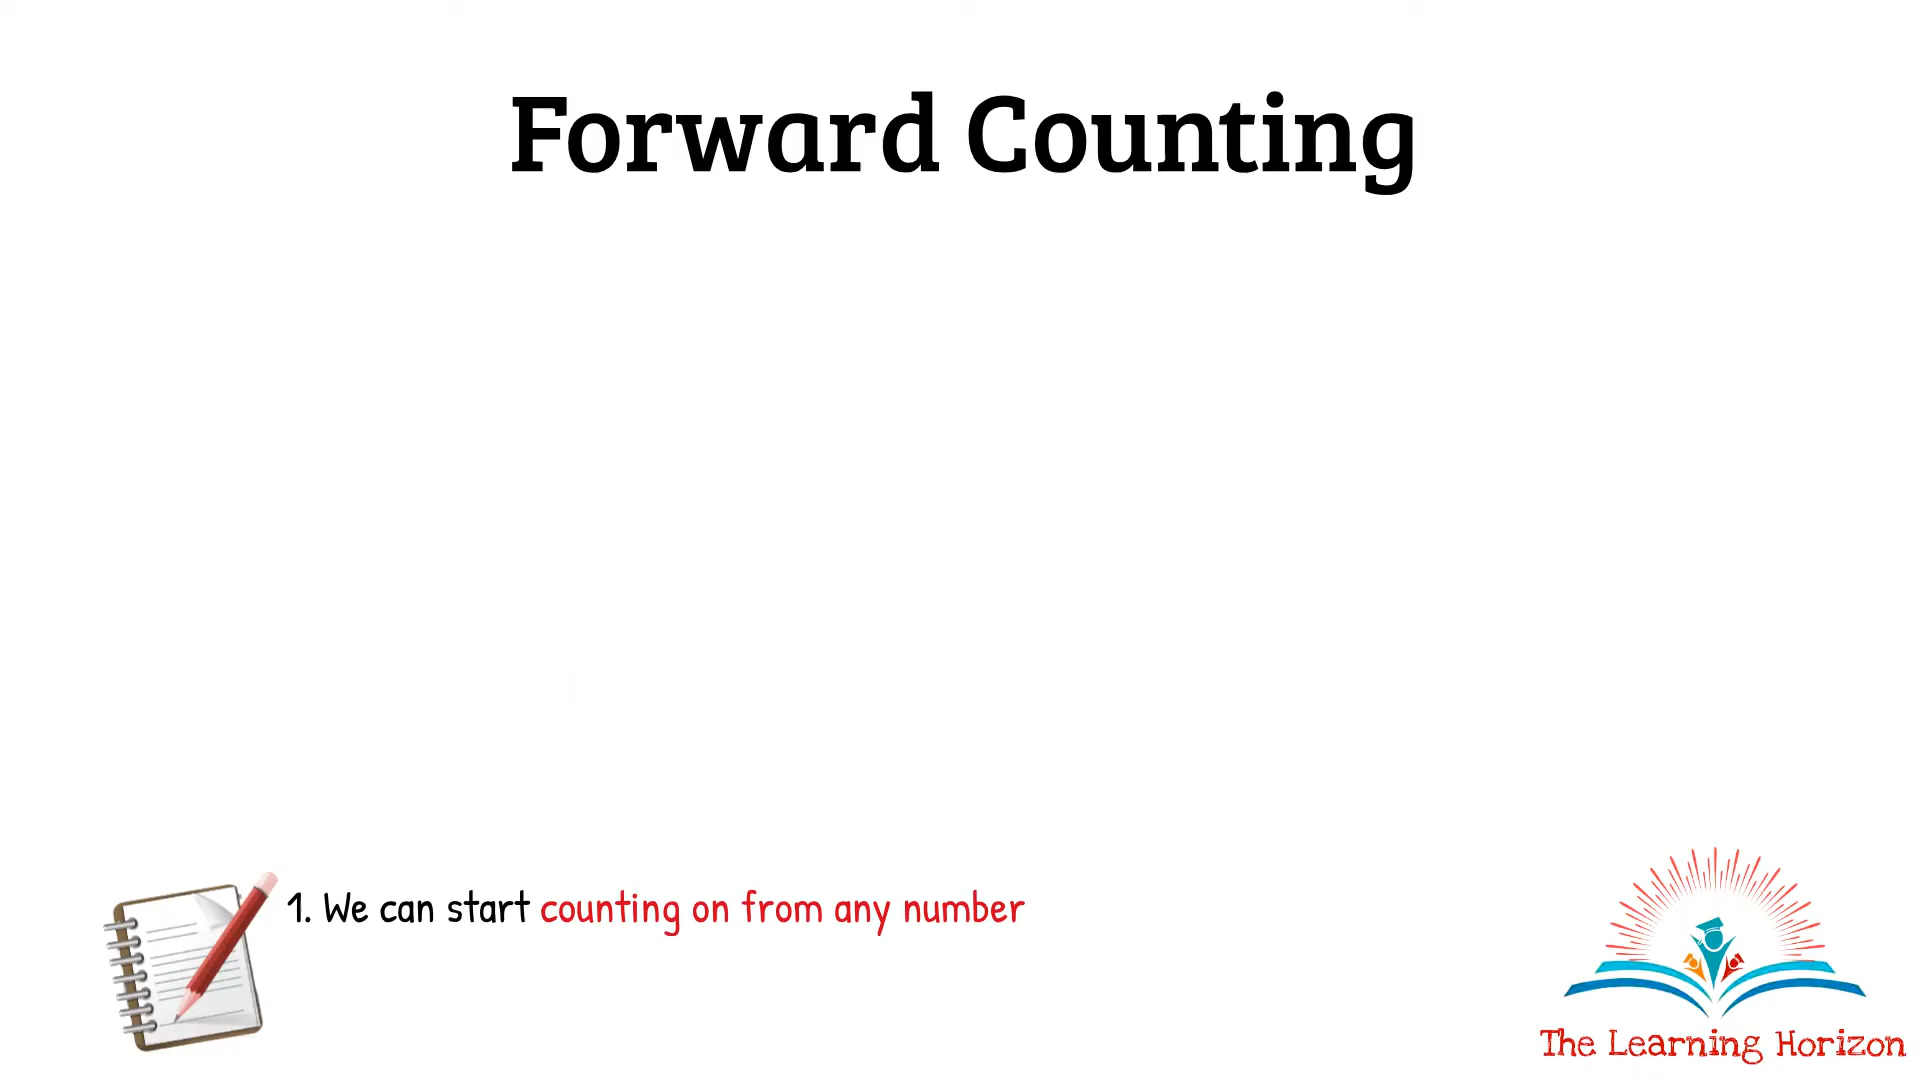 Forward Counting
1. We can start counting on from any number
The Learning Horizon